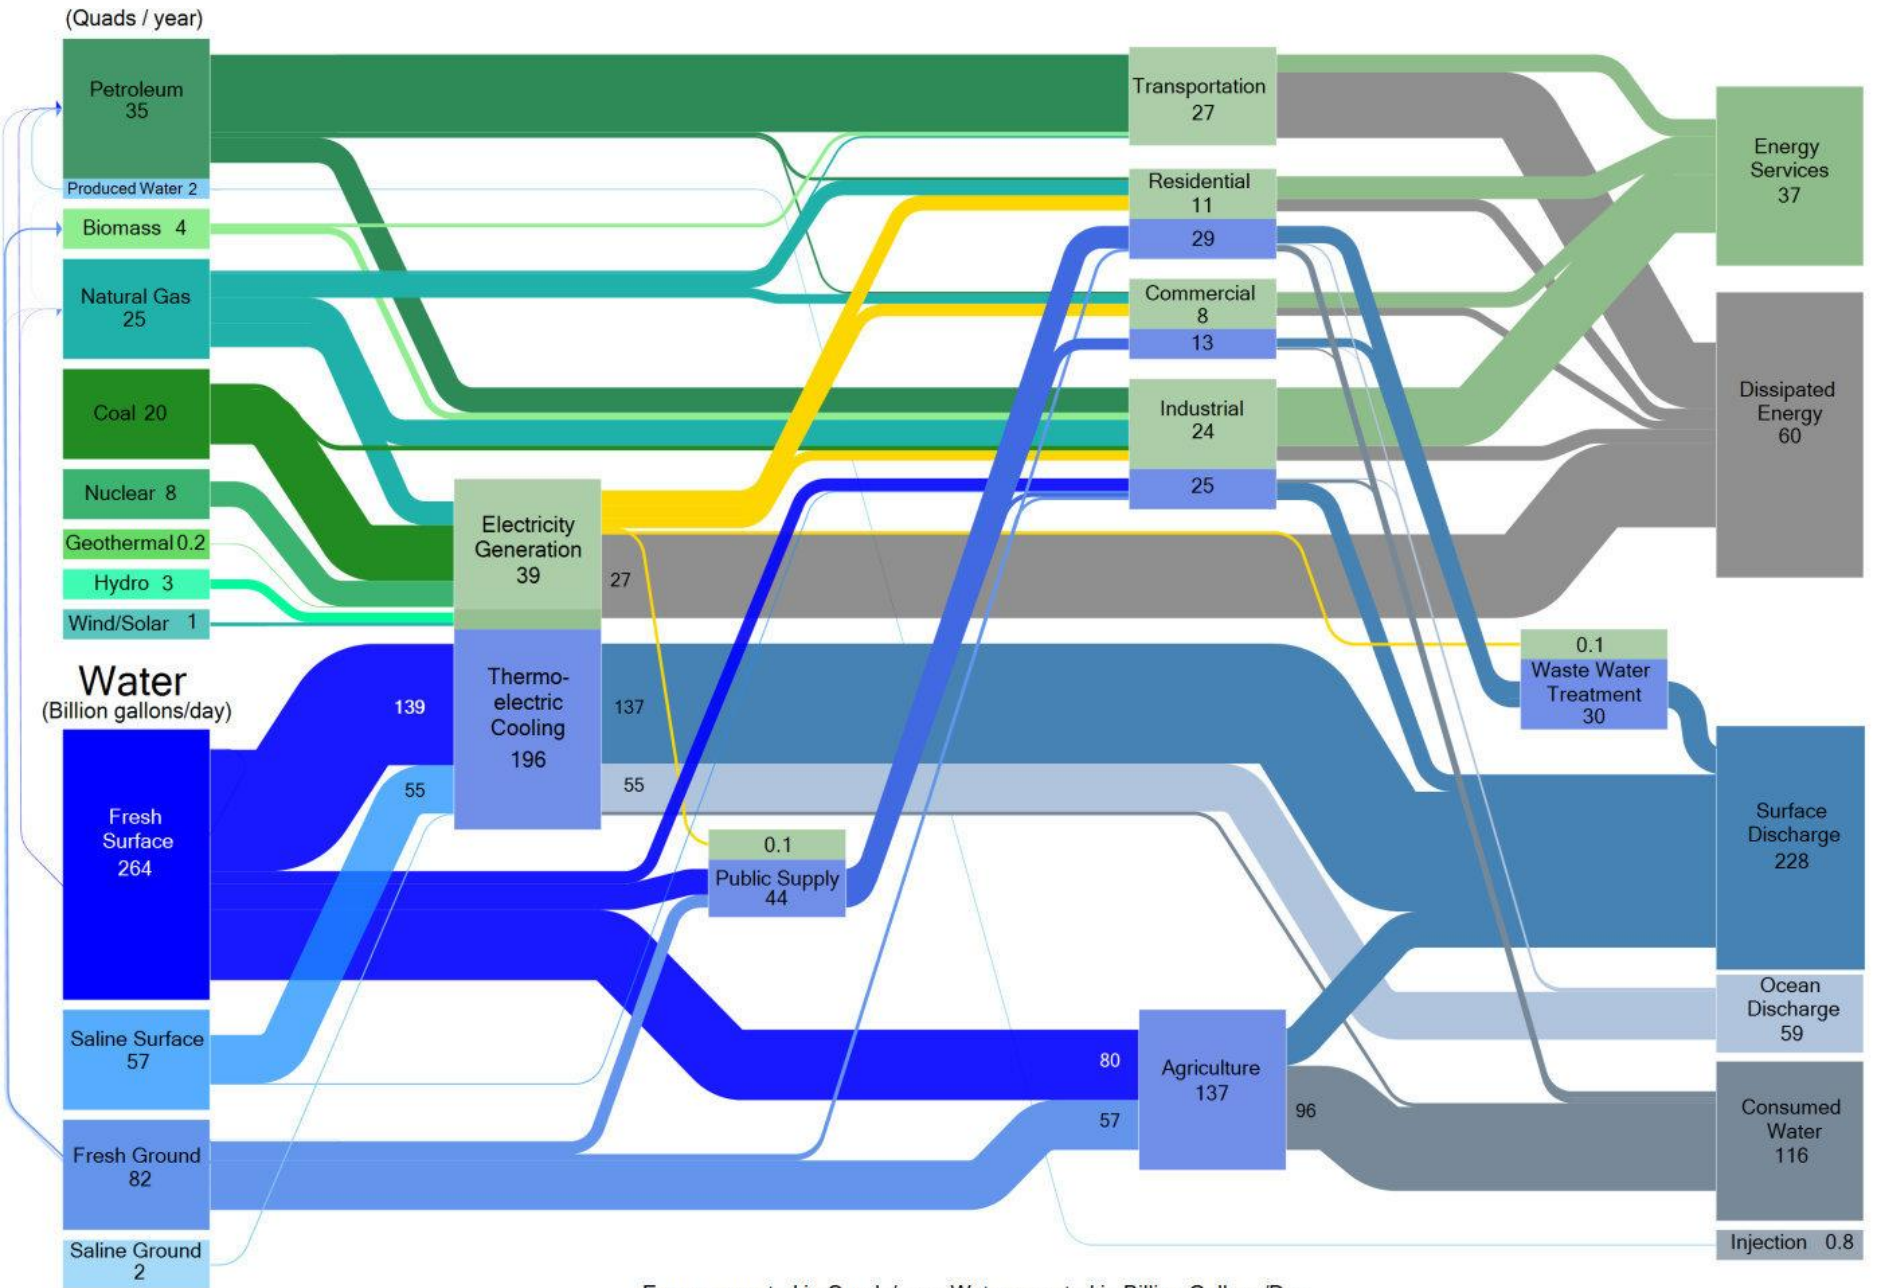 (Quads / year)
Petroleum
35
Produced Water 2
Biomass 4
Natural Gas
25
Coal 20
Nuclear 8
Geothermal 0.2
Hydro 3
Wind/Solar 1
Water
(Billion gallons/day)
Fresh
Surface
264
Saline Surface
57
Fresh Ground
82
Saline Ground
2
Electricity
Generation
39
27
139
55
Thermo-
electric
Cooling
196
137
55
0.1
Public Supply
44
Transportation
27
Residential
11
29
Commercial
8
13
Industrial
24
25
80
57
Agriculture
137
96
0.1
Waste Water
Treatment
30
Energy
Services
37
Dissipated
Energy
60
Surface
Discharge
228
Ocean
Discharge
59
Consumed
Water
116
Injection 0.8